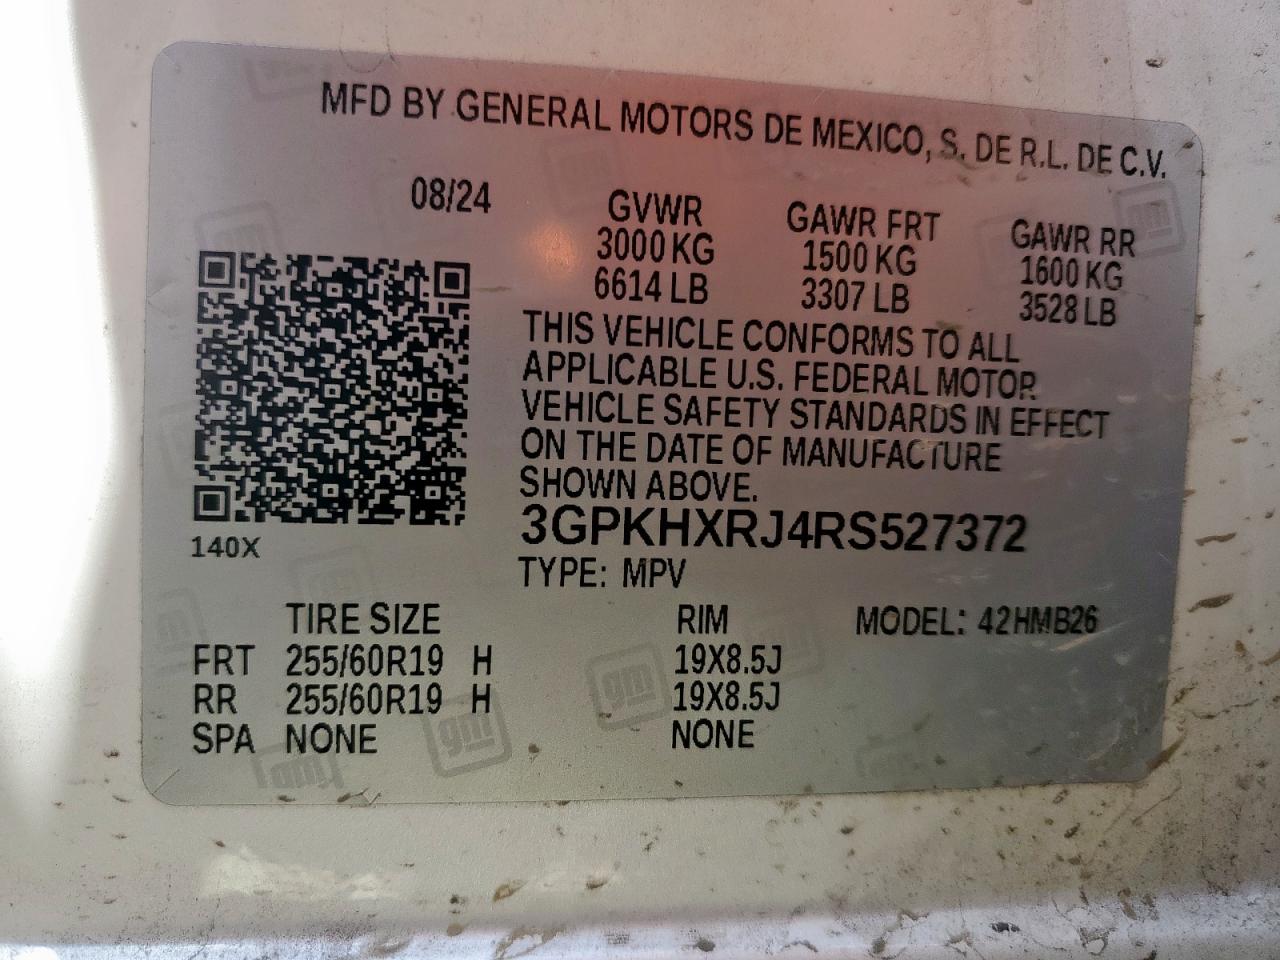 MFD BY GENERAL MOTORS DE MEXICO, S. DE R.L. DE C.V.
08/24 GVWR GAWR FRT GAWR RR
3000 KG 1500 KG 1600 KG
6614 LB 3307 LB 3528 LB
THIS VEHICLE CONFORMS TO ALL
APPLICABLE U.S. FEDERAL MOTOR
VEHICLE SAFETY STANDARDS IN EFFECT
ON THE DATE OF MANUFACTURE
SHOWN ABOVE.
3GPKHXRJ4RS527372
140X
TYPE: MPV
TIRE SIZE RIM MODEL: 42HMB26
FRT 255/60R19 H 19X8.5J
RR 255/60R19 H 19X8.5J
SPA NONE NONE
gm
gm
gm